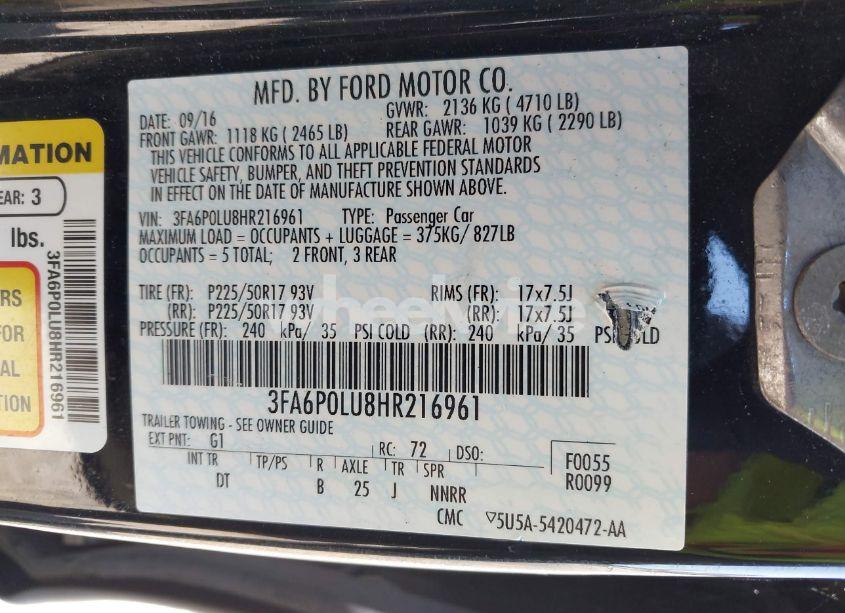 MFD. BY FORD MOTOR CO.
DATE: 09/16 GVWR: 2136 KG ( 4710 LB)
FRONT GAWR: 1118 KG ( 2465 LB) REAR GAWR: 1039 KG ( 2290 LB)
THIS VEHICLE CONFORMS TO ALL APPLICABLE FEDERAL MOTOR
VEHICLE SAFETY, BUMPER, AND THEFT PREVENTION STANDARDS
IN EFFECT ON THE DATE OF MANUFACTURE SHOWN ABOVE.
VIN: 3FA6P0LU8HR216961 TYPE: Passenger Car
MAXIMUM LOAD = OCCUPANTS + LUGGAGE = 375KG/ 827LB
OCCUPANTS = 5 TOTAL; 2 FRONT, 3 REAR
TIRE (FR): P225/50R17 93V RIMS (FR): 17x7.5J
(RR): P225/50R17 93V (RR): 17x7.5J
PRESSURE (FR): 240 kPa/ 35 PSI COLD (RR): 240 kPa/ 35 PSI
3FA6P0LU8HR216961
TRAILER TOWING - SEE OWNER GUIDE
EXT PNT: G1 RC: 72 DSO:
INT TR TP/PS R AXLE TR SPR
DT B 25 J NNRR
F0055
R0099
CMC ▽5U5A-5420472-AA
MATION
EAR: 3
lbs.
ERS
FOR
AL
TION
3FA6P0LU8HR216961